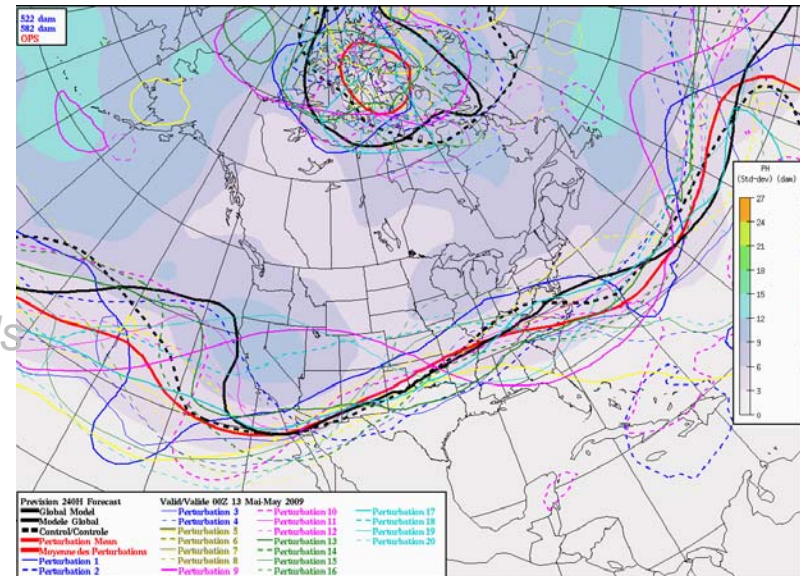 522 dam
582 dam
OPS
PH
(Std-dev) (dam)
27
24
21
18
15
12
9
6
3
0
Prevision 240H Forecast Valid/Valide 00Z 13 Mai-May 2009
Global Model
Modele Global
Control/Controle
Perturbation Mean
Moyenne des Perturbations
Perturbation 1
Perturbation 2
Perturbation 3
Perturbation 4
Perturbation 5
Perturbation 6
Perturbation 7
Perturbation 8
Perturbation 9
Perturbation 10
Perturbation 11
Perturbation 12
Perturbation 13
Perturbation 14
Perturbation 15
Perturbation 16
Perturbation 17
Perturbation 18
Perturbation 19
Perturbation 20